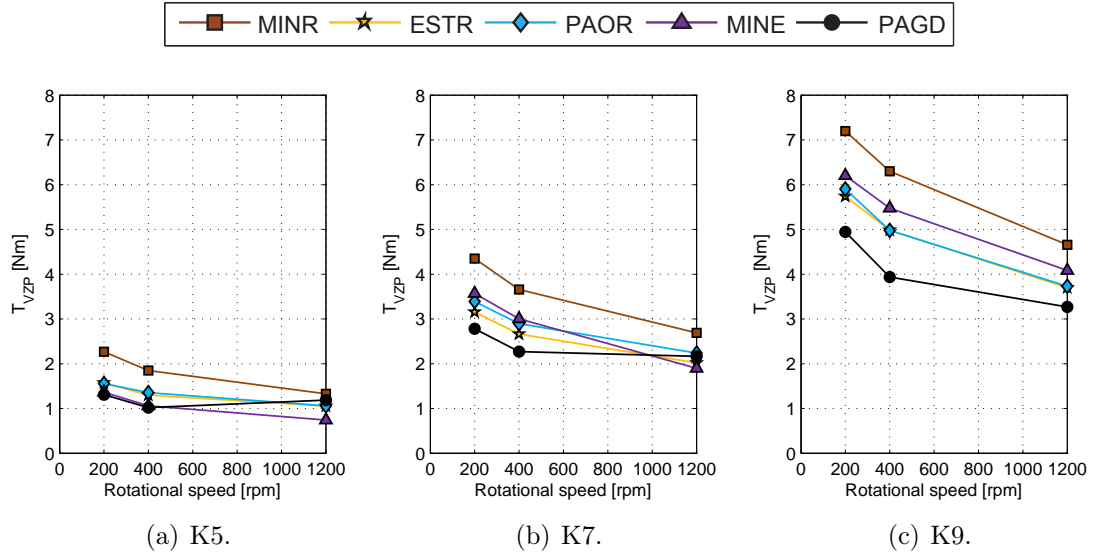 MINR ESTR PAOR MINE PAGD
8 7 6 5 4 3 2 1 0
T_VZP [Nm]
0 200 400 600 800 1000 1200
Rotational speed [rpm]
(a) K5.
8 7 6 5 4 3 2 1 0
T_VZP [Nm]
0 200 400 600 800 1000 1200
Rotational speed [rpm]
(b) K7.
8 7 6 5 4 3 2 1 0
T_VZP [Nm]
0 200 400 600 800 1000 1200
Rotational speed [rpm]
(c) K9.